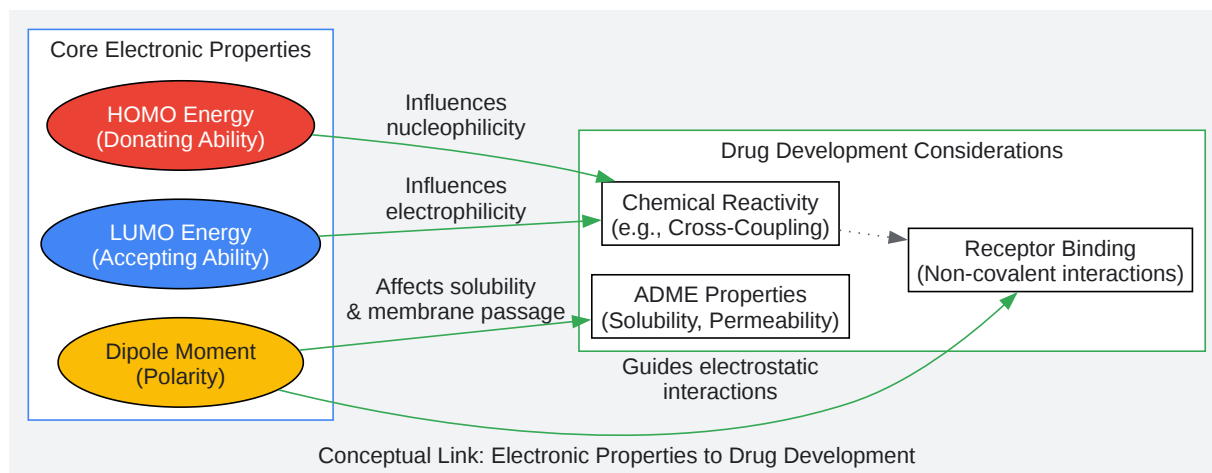 Core Electronic Properties
HOMO Energy
(Donating Ability)
LUMO Energy
(Accepting Ability)
Dipole Moment
(Polarity)
Influences
nucleophilicity
Influences
electrophilicity
Affects solubility
& membrane passage
Drug Development Considerations
Chemical Reactivity
(e.g., Cross-Coupling)
Receptor Binding
(Non-covalent interactions)
ADME Properties
(Solubility, Permeability)
Guides electrostatic
interactions
Conceptual Link: Electronic Properties to Drug Development